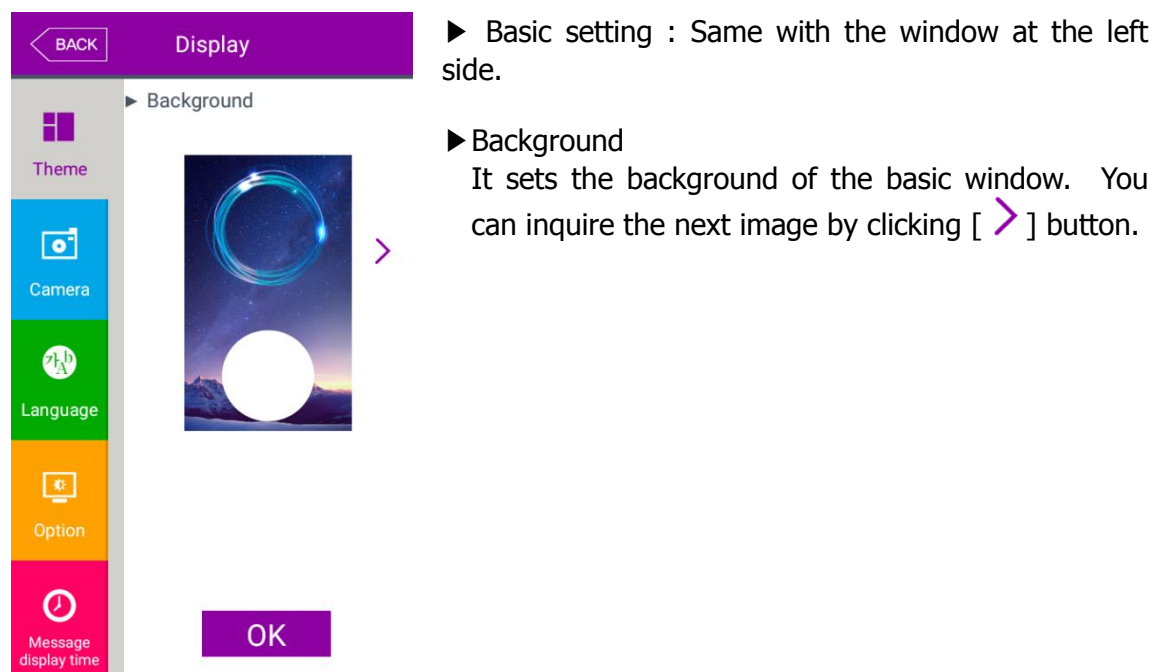 BACK
Display
▶ Background
Theme
Camera
가 b
A
Language
Option
Message
display time
OK
▶ Basic setting : Same with the window at the left
side.
▶Background
It sets the background of the basic window. You
can inquire the next image by clicking [ > ] button.